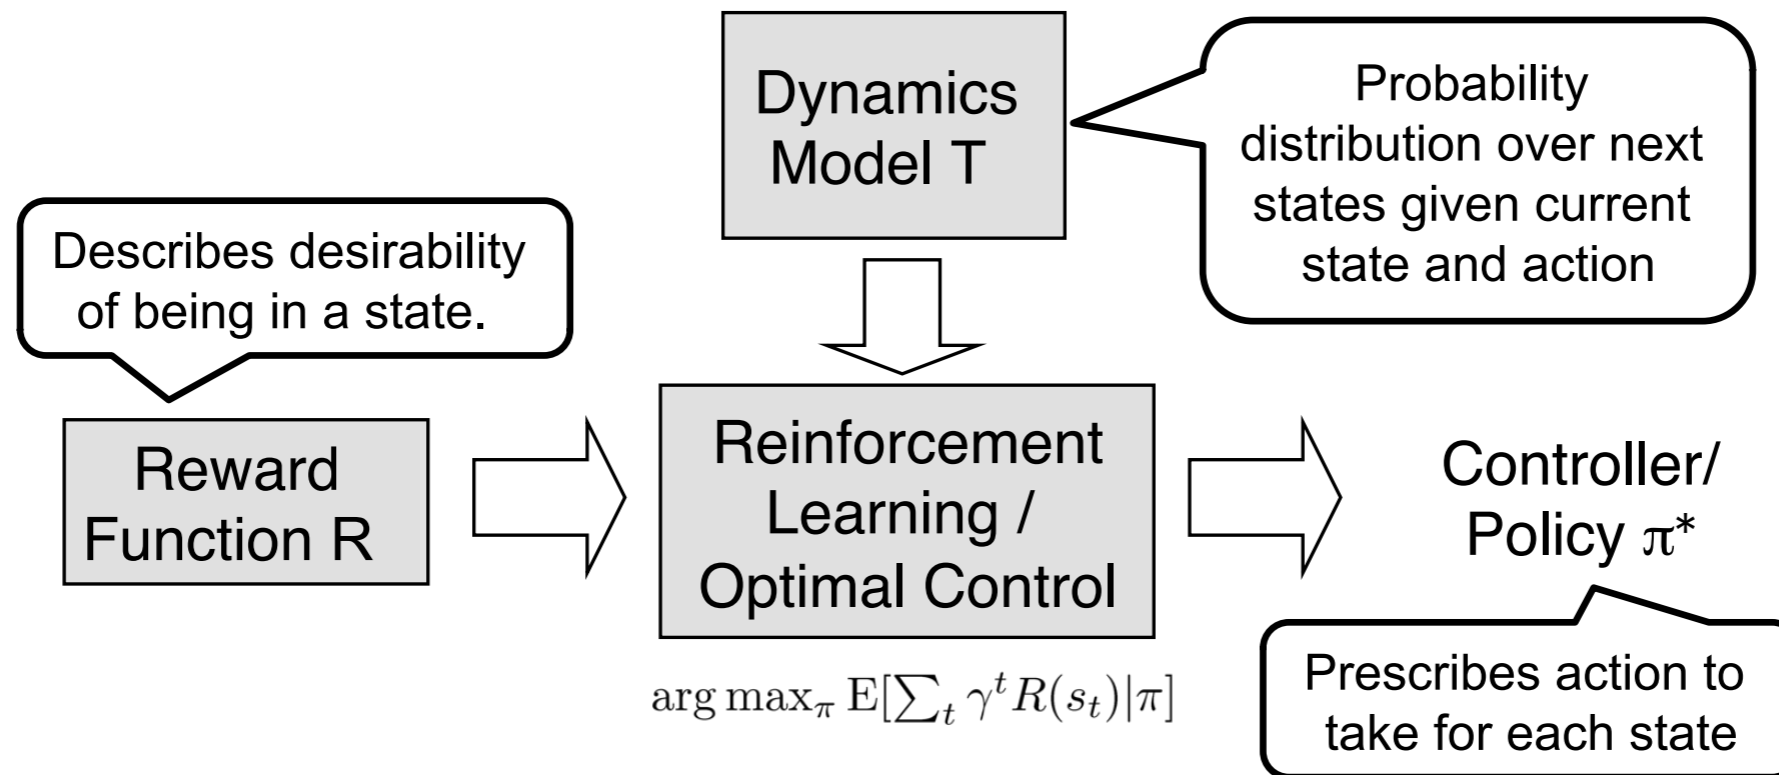 Dynamics
Model T
Probability
distribution over next
states given current
state and action
Describes desirability
of being in a state.
Reward
Function R
Reinforcement
Learning /
Optimal Control
Controller/
Policy π*
arg max_π E[∑_t γ^t R(s_t)|π]
Prescribes action to
take for each state